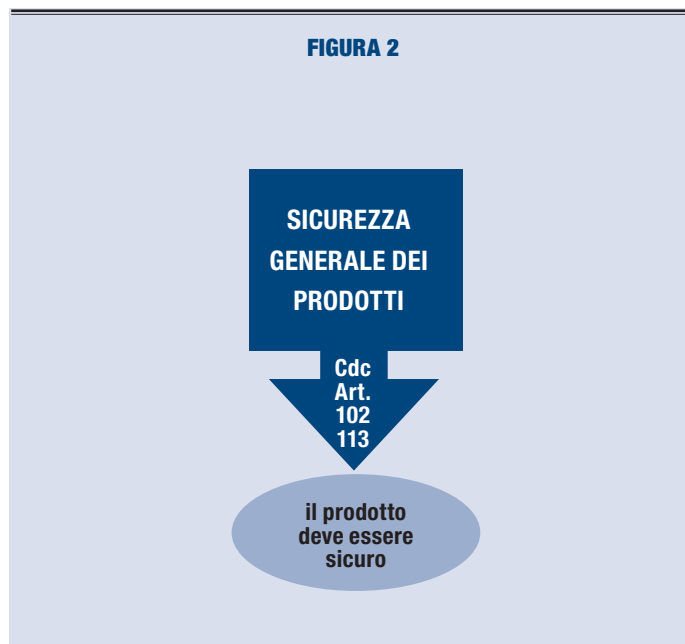 FIGURA 2
SICUREZZA
GENERALE DEI
PRODOTTI
Cdc
Art.
102
113
il prodotto
deve essere
sicuro